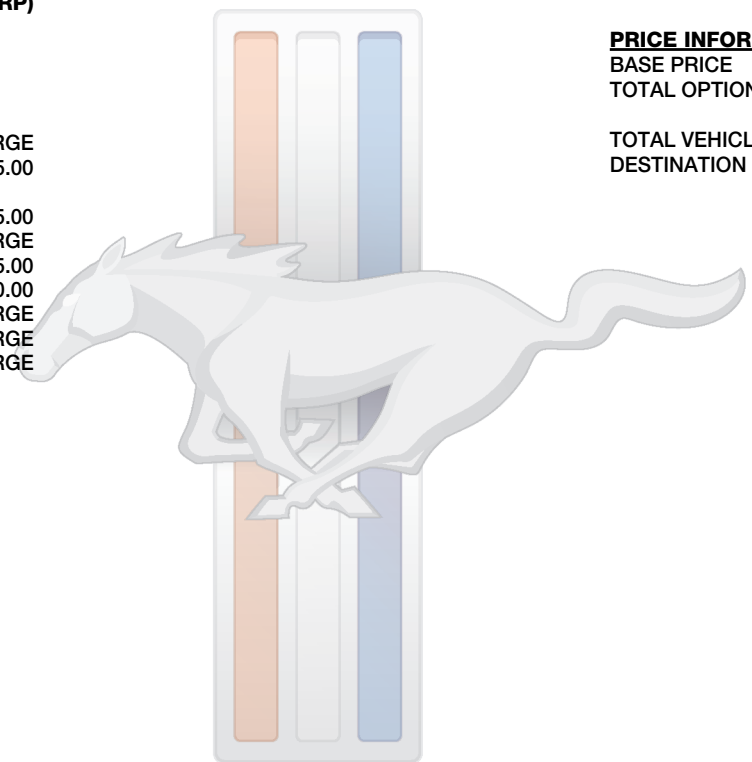 RP)
RGE
5.00
5.00
RGE
5.00
0.00
RGE
RGE
RGE
PRICE INFOR
BASE PRICE
TOTAL OPTION
TOTAL VEHICL
DESTINATION